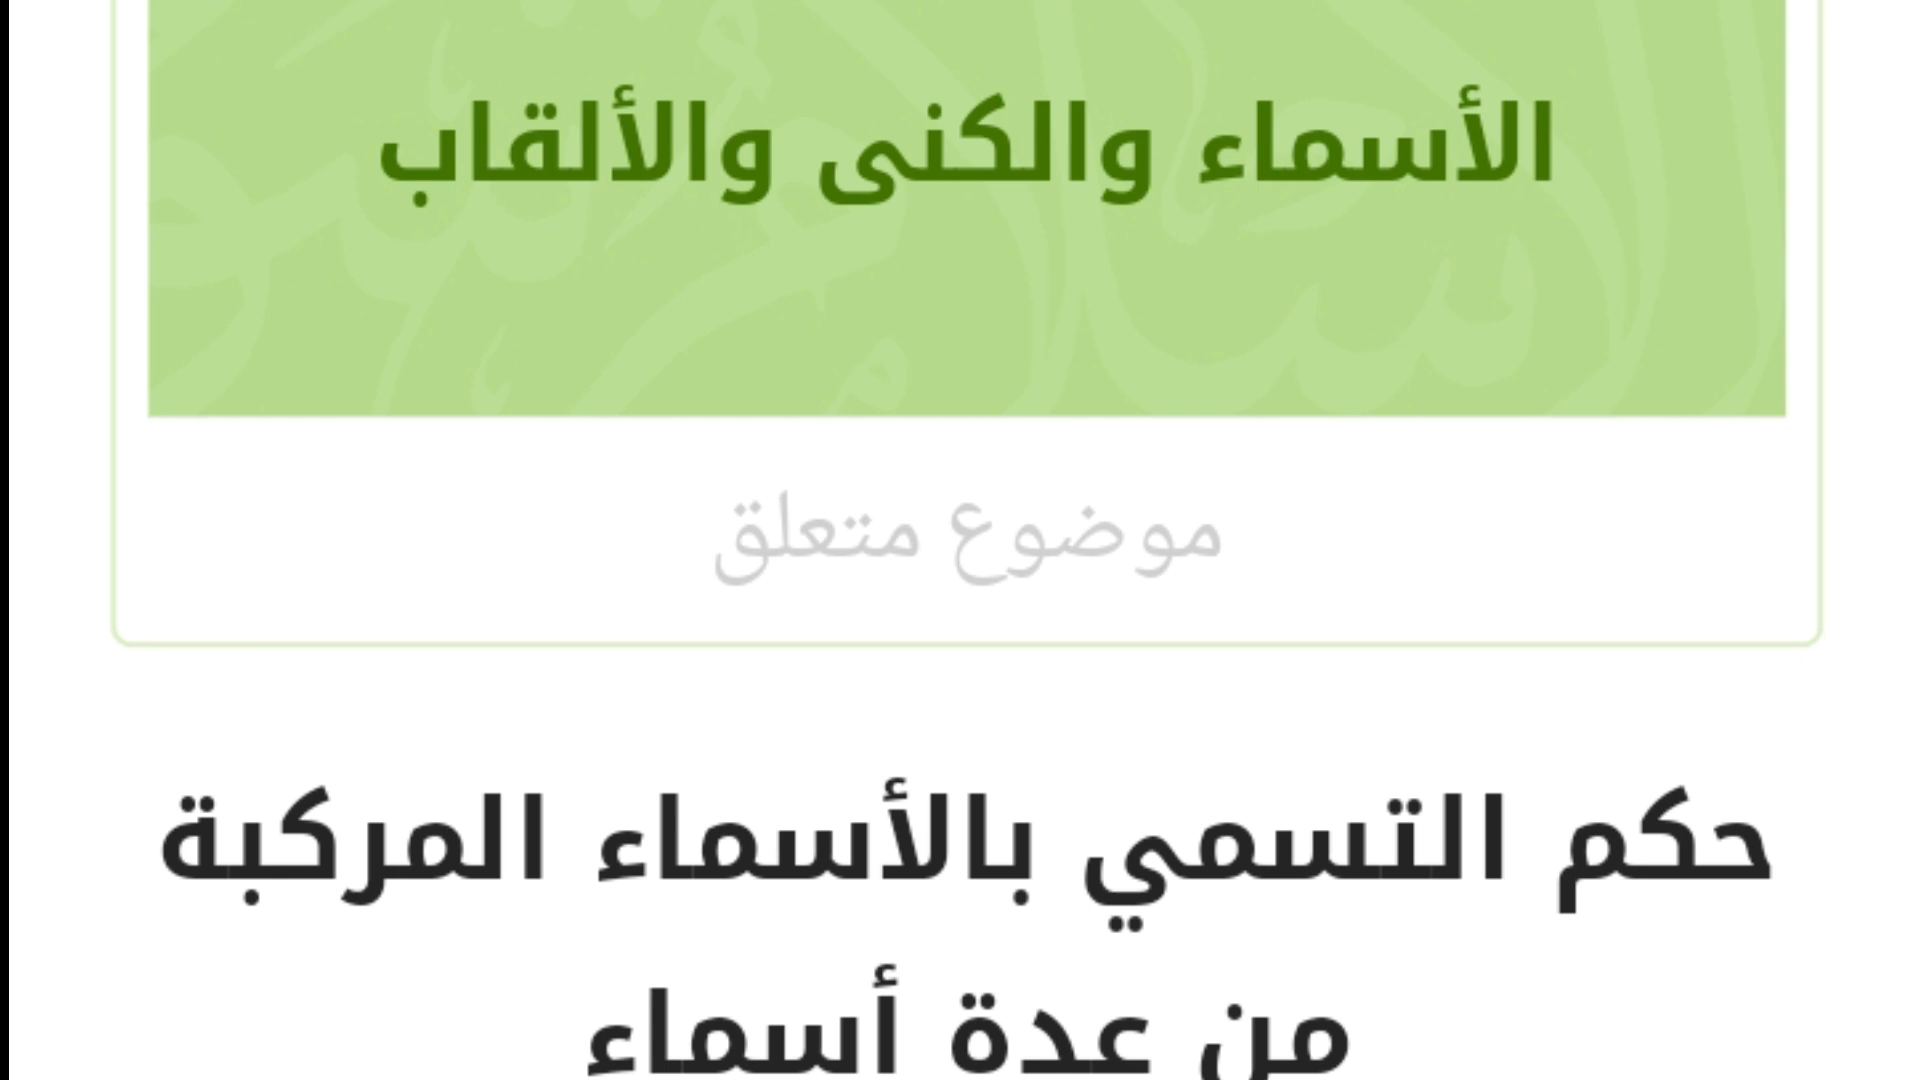 الأسماء والكنى والألقاب
موضوع متعلق
حكم التسمي بالأسماء المركبة
من عدة أسماء